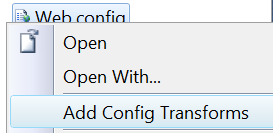 Web config
Open
Open With...
Add Config Transforms